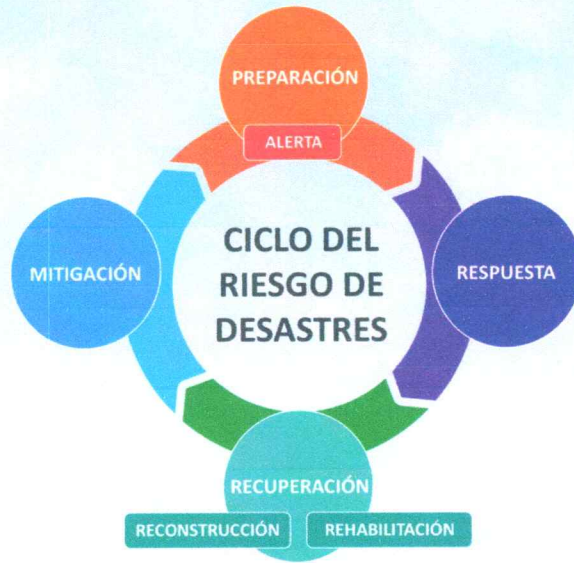 PREPARACIÓN
ALERTA
CICLO DEL
RIESGO DE
DESASTRES
MITIGACIÓN
RESPUESTA
RECUPERACIÓN
RECONSTRUCCIÓN
REHABILITACIÓN